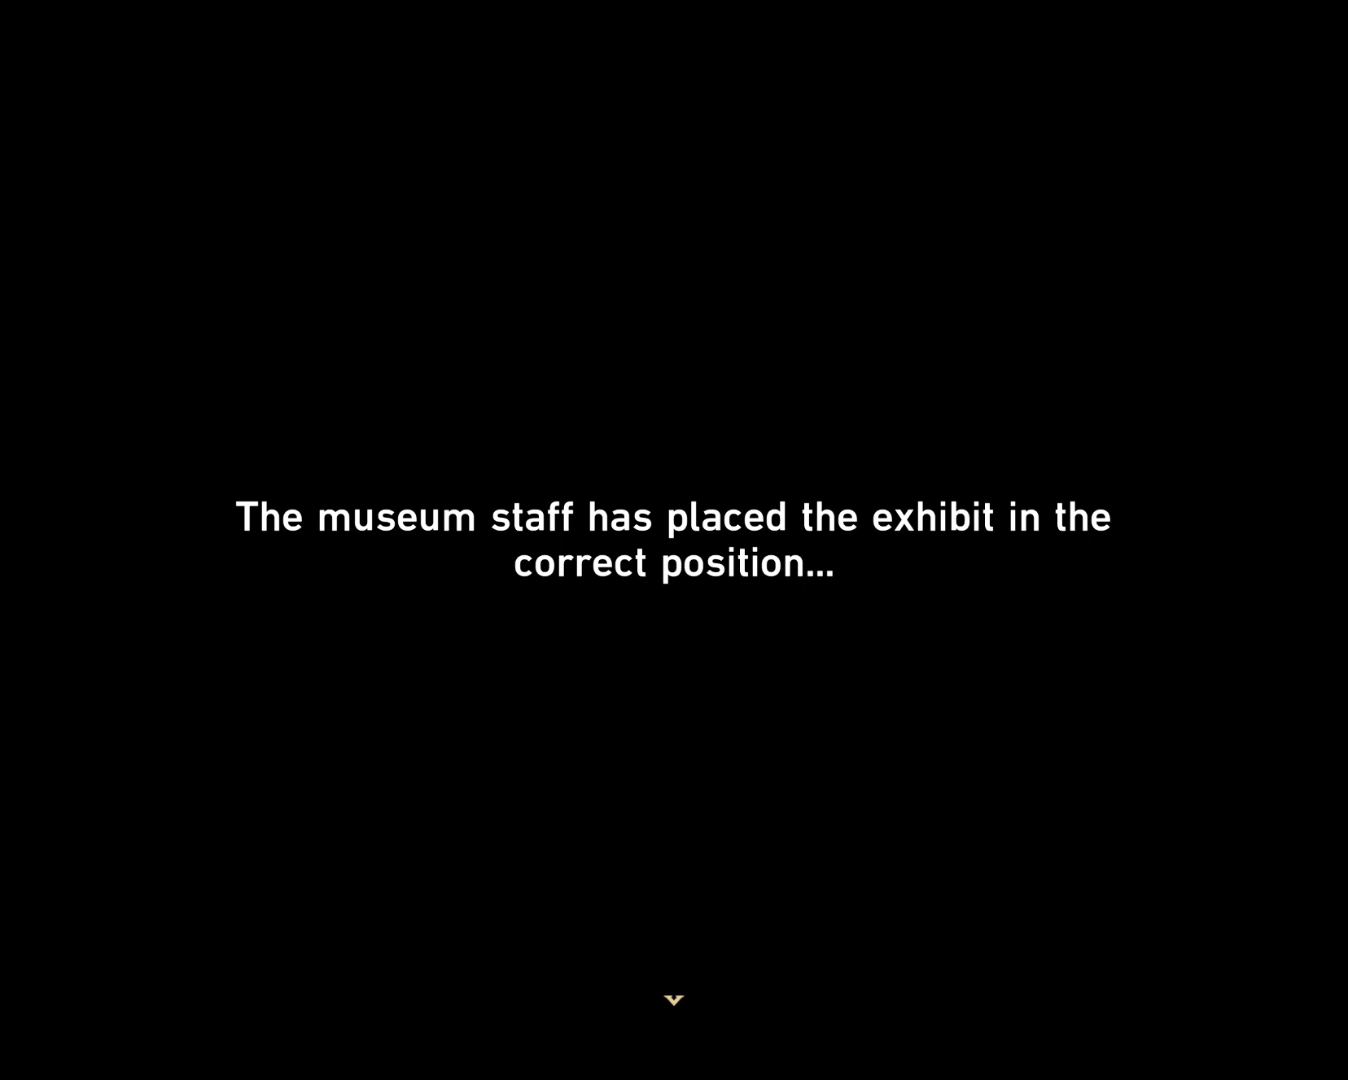 The museum staff has placed the exhibit in the
correct position...